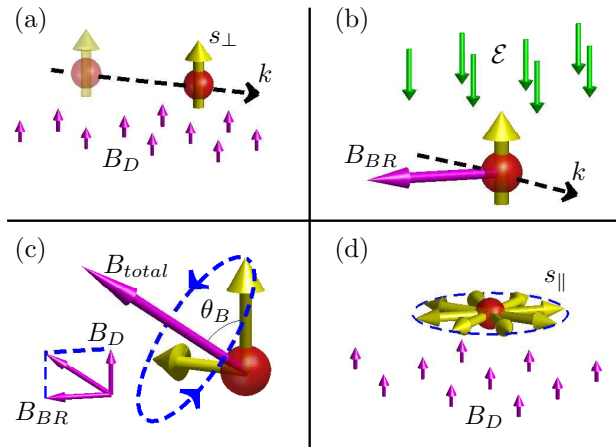 (a)
s⊥
k
B_D
(b)
ℰ
B_BR
k
(c)
B_total
θ_B
B_D
B_BR
(d)
s∥
B_D